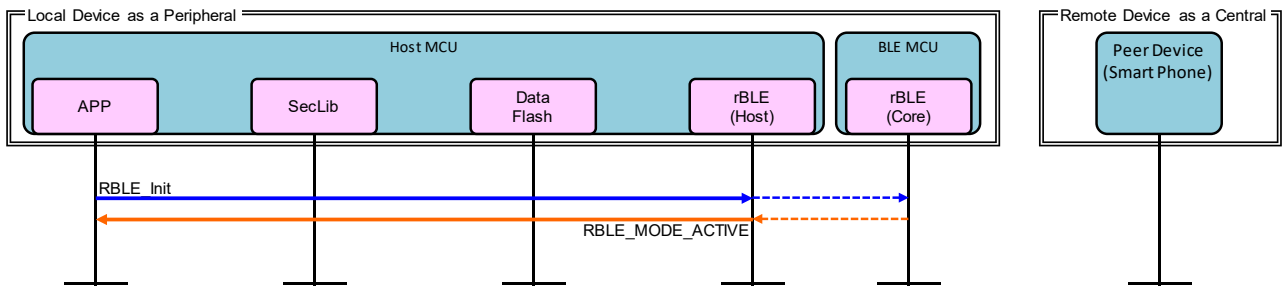 Local Device as a Peripheral
Remote Device as a Central
Host MCU
BLE MCU
Peer Device
(Smart Phone)
APP
SecLib
Data
Flash
rBLE
(Host)
rBLE
(Core)
RBLE_Init
RBLE_MODE_ACTIVE